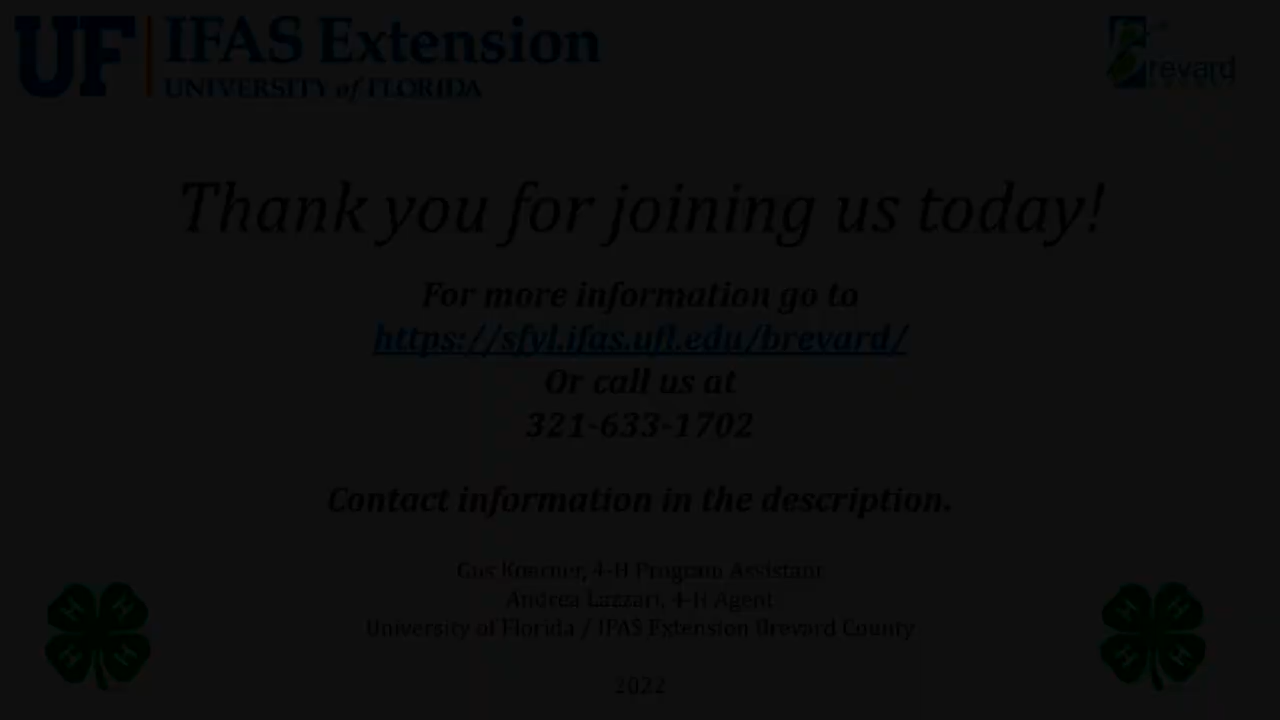 UF IFAS Extension
UNIVERSITY of FLORIDA
Brevard
Thank you for joining us today!
For more information go to
https://sfyl.ifas.ufl.edu/brevard/
Or call us at
321-633-1702
Contact information in the description.
Gus Koerner, 4-H Program Assistant
Andrea Lazzari, 4-H Agent
University of Florida / IFAS Extension Brevard County
H H H H
H H H H
2022